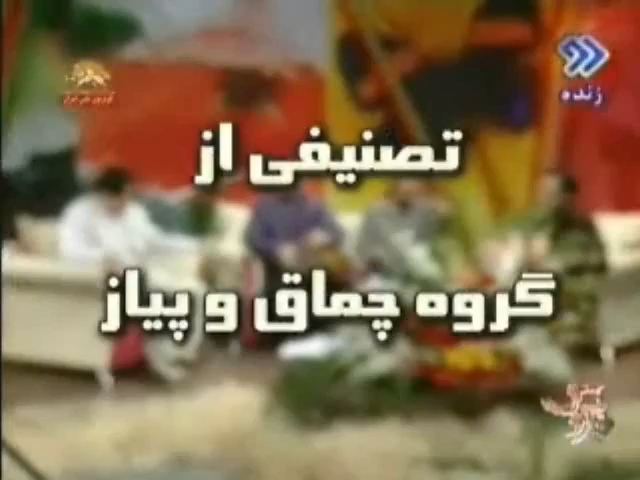 زنده
تصنیفی از
گروه چماق و پیاز